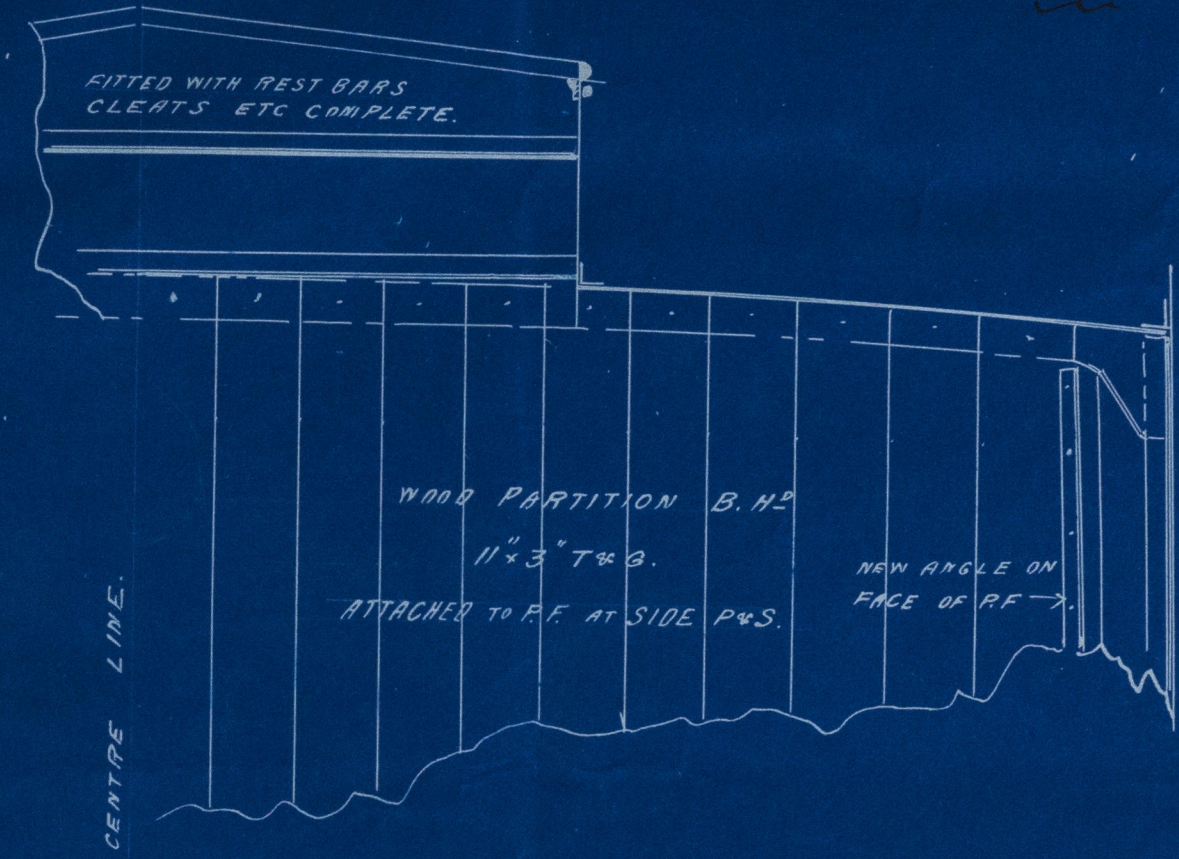 FITTED WITH REST BARS
CLEATS ETC COMPLETE.
WOOD PARTITION B. HD
11" x 3" T & G.
ATTACHED TO P.F. AT SIDE P & S.
NEW ANGLE ON
FACE OF P.F →
CENTRE LINE.